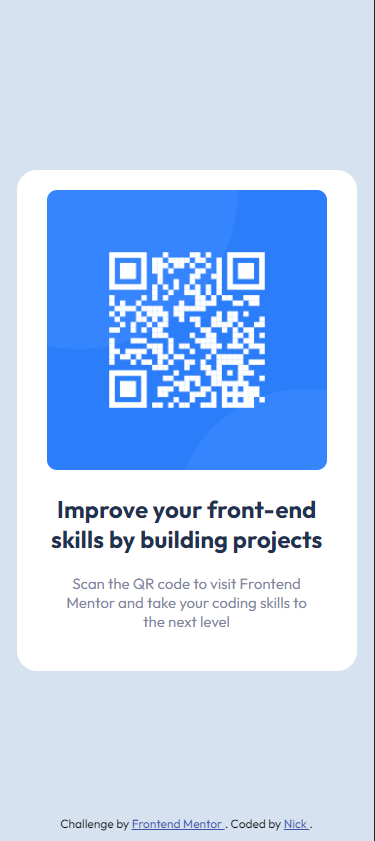 Improve your front-end
skills by building projects
Scan the QR code to visit Frontend
Mentor and take your coding skills to
the next level
Challenge by Frontend Mentor . Coded by Nick .